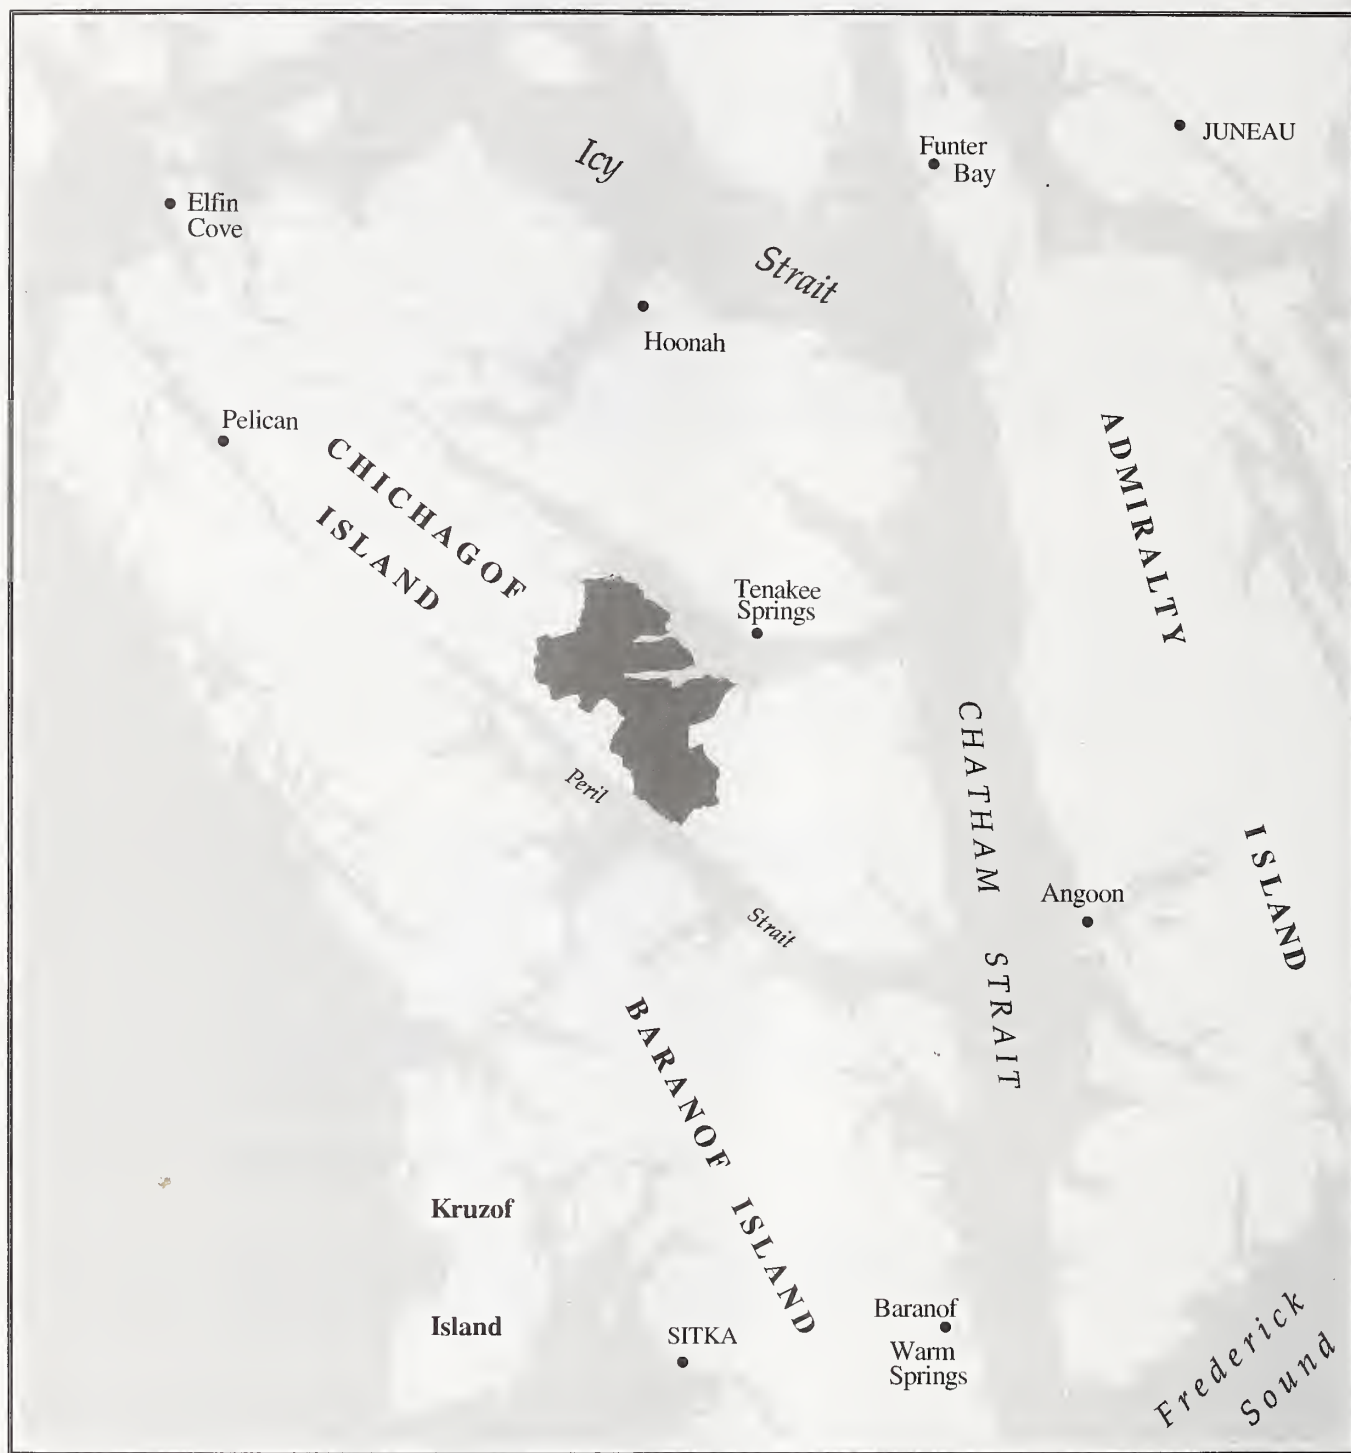 JUNEAU
Funter
Bay
Icy
Strait
Elfin
Cove
Hoonah
Pelican
CHICHAGOF
ISLAND
ADMIRALTY
ISLAND
Tenakee
Springs
Peril
Strait
CHATHAM STRAIT
Angoon
BARANOF ISLAND
Kruzof
Island
SITKA
Baranof
Warm
Springs
Frederick
Sound